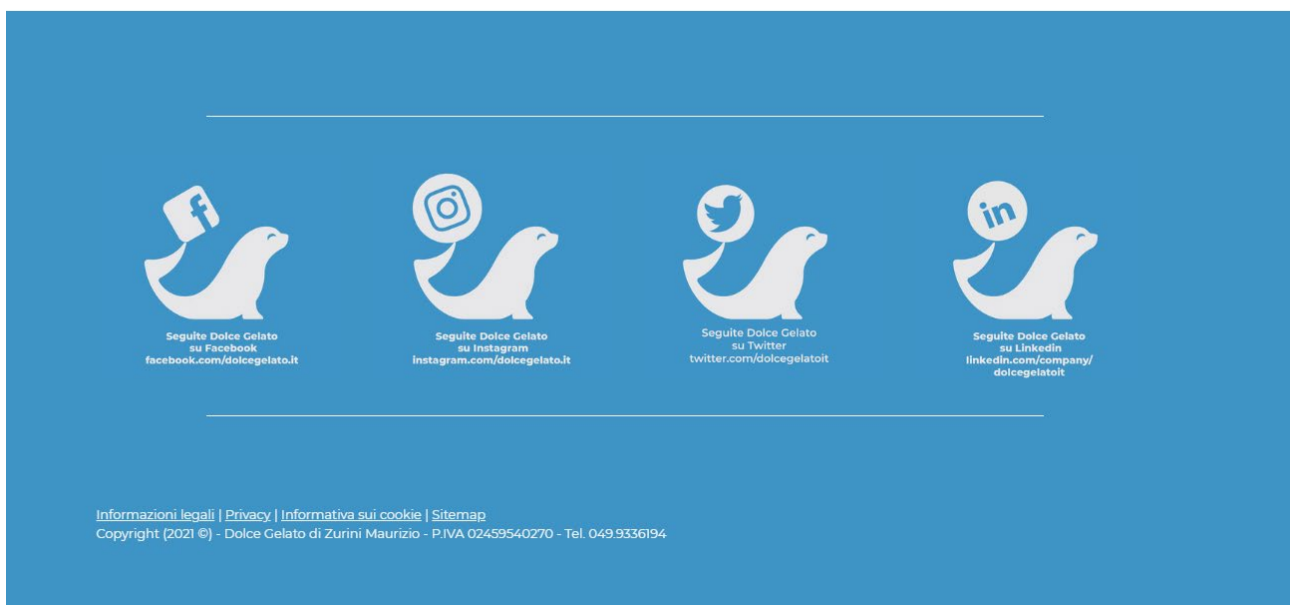 Seguite Dolce Gelato
su Facebook
facebook.com/dolcegelato.it
Seguite Dolce Gelato
su Instagram
instagram.com/dolcegelato.it
Seguite Dolce Gelato
su Twitter
twitter.com/dolcegelatoit
in
Seguite Dolce Gelato
su Linkedin
linkedin.com/company/
dolcegelatoit
Informazioni legali | Privacy | Informativa sui cookie | Sitemap
Copyright (2021 ©) - Dolce Gelato di Zurini Maurizio - P.IVA 02459540270 - Tel. 049.9336194